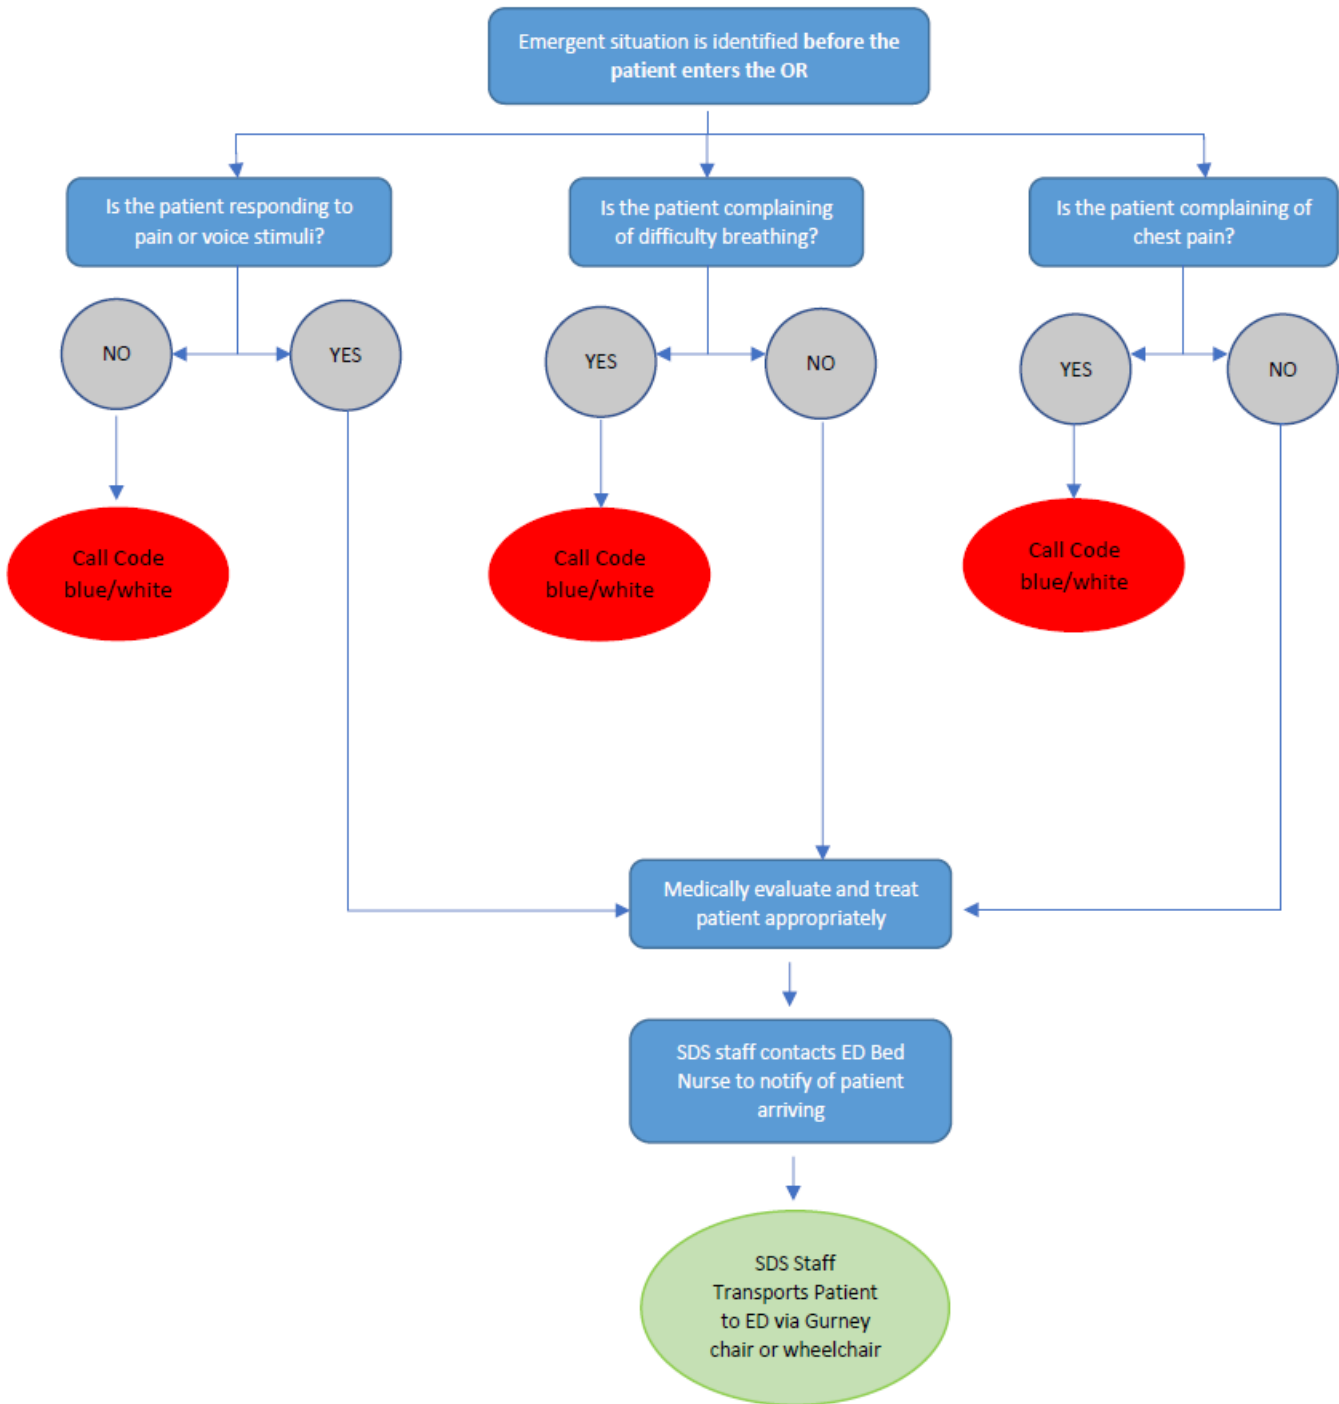 Emergent situation is identified before the
patient enters the OR
Is the patient responding to
pain or voice stimuli?
Is the patient complaining
of difficulty breathing?
Is the patient complaining of
chest pain?
NO
YES
YES
NO
YES
NO
Call Code
blue/white
Call Code
blue/white
Call Code
blue/white
Medically evaluate and treat
patient appropriately
SDS staff contacts ED Bed
Nurse to notify of patient
arriving
SDS Staff
Transports Patient
to ED via Gurney
chair or wheelchair